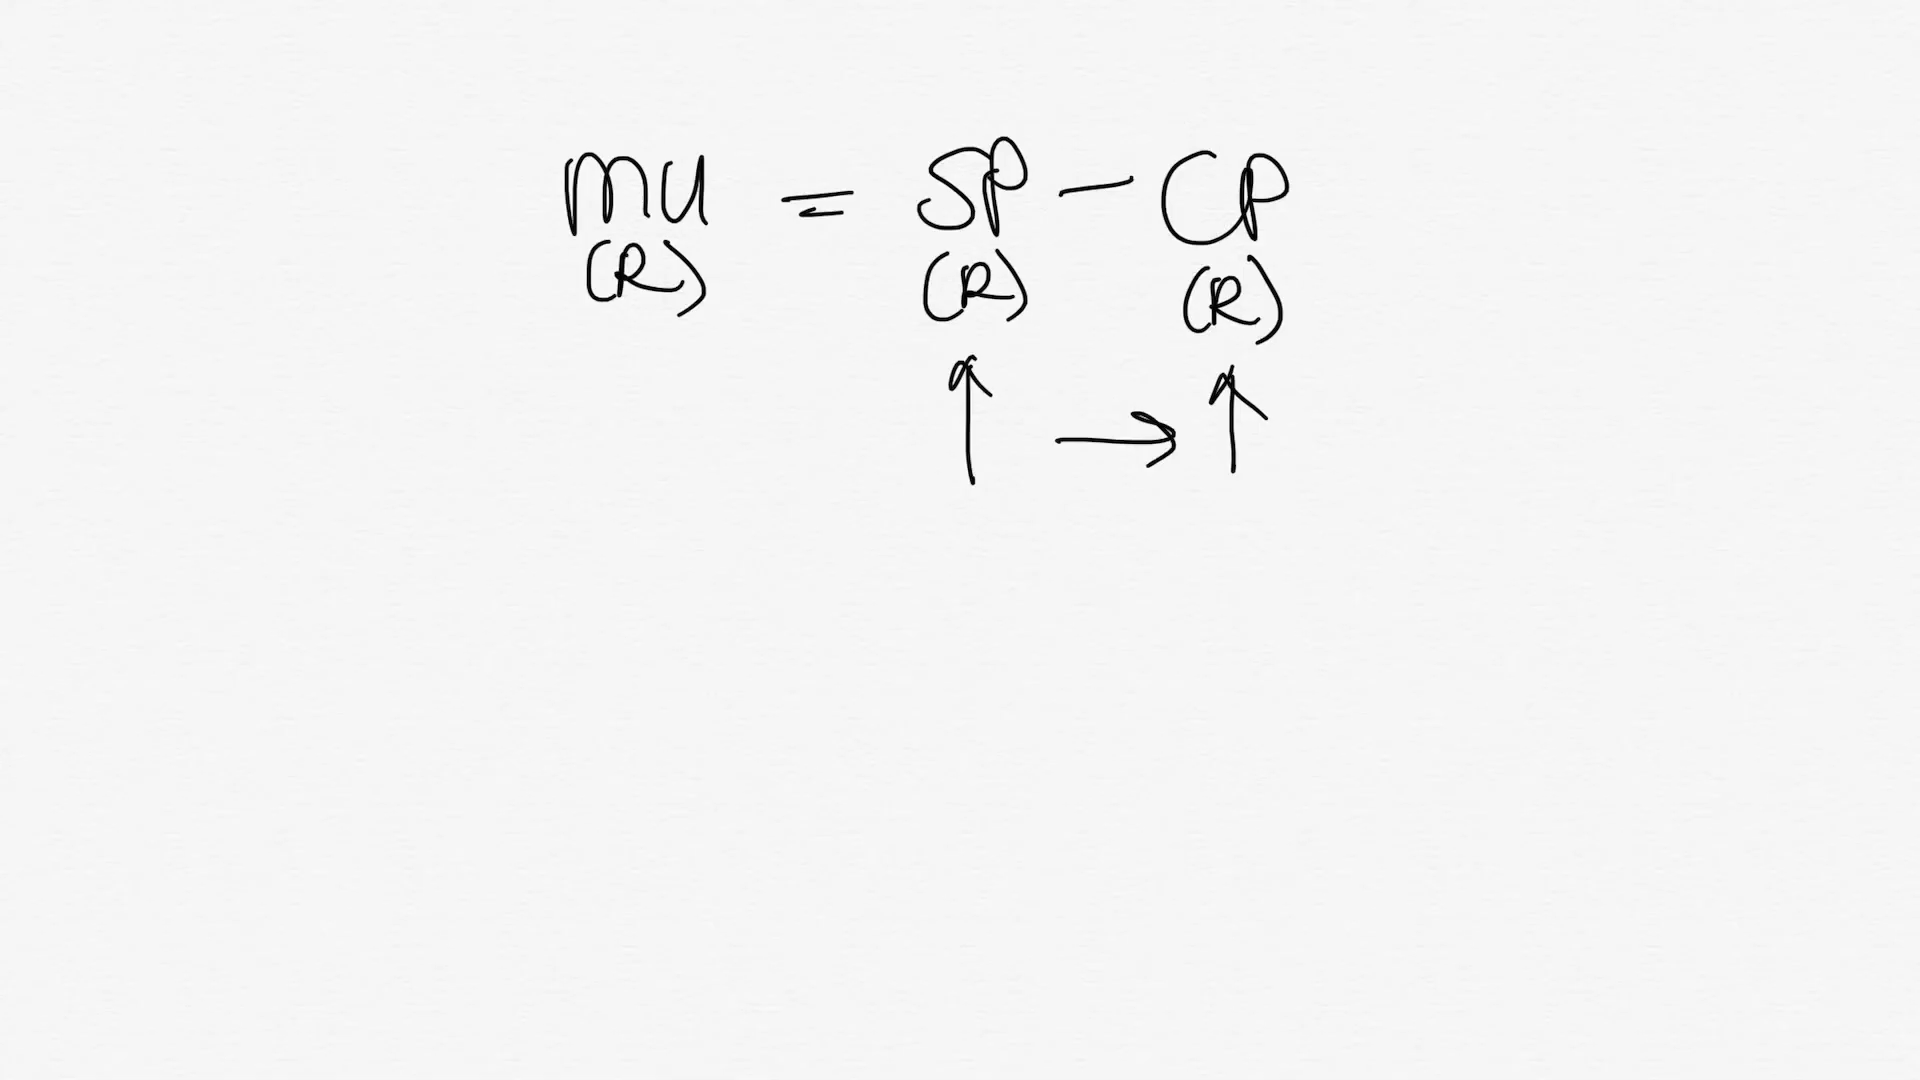 MU = SP - CP
(R) (R) (R)
↑ → ↑